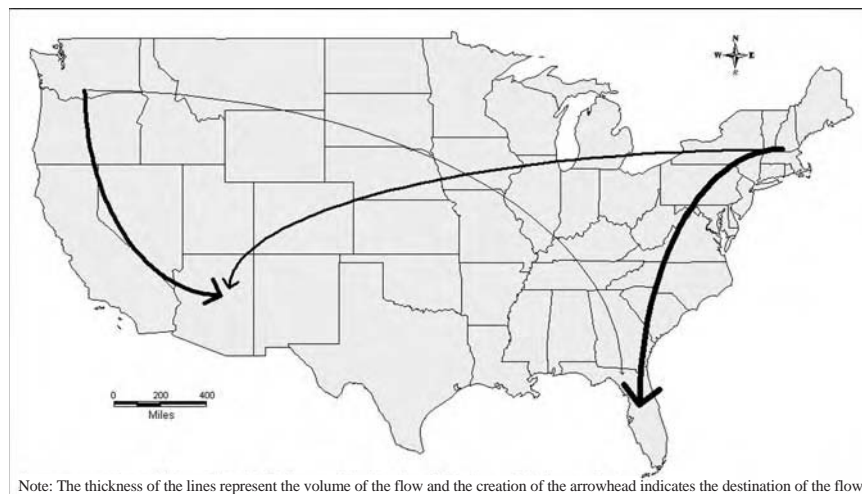 N
W E
S
0 200 400
Miles
Note: The thickness of the lines represent the volume of the flow and the creation of the arrowhead indicates the destination of the flow